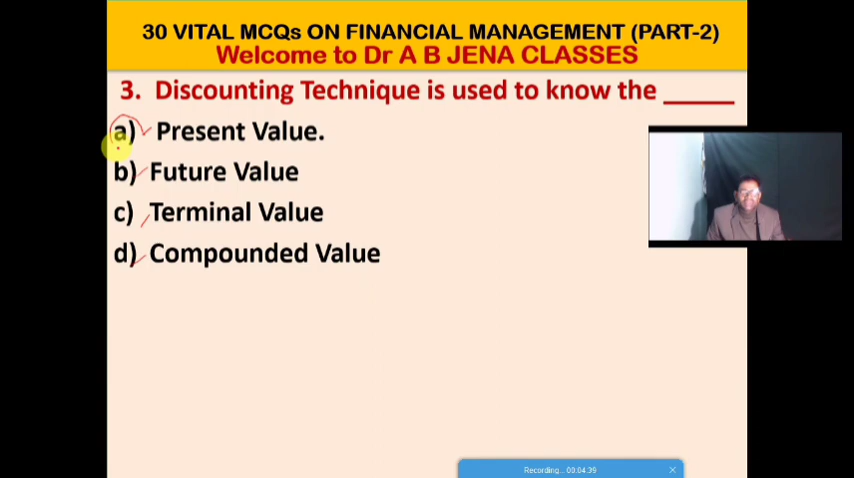 30 VITAL MCQs ON FINANCIAL MANAGEMENT (PART-2)
Welcome to Dr A B JENA CLASSES
3. Discounting Technique is used to know the _____
a) Present Value.
b) Future Value
c) Terminal Value
d) Compounded Value
Recording... 00:04:39